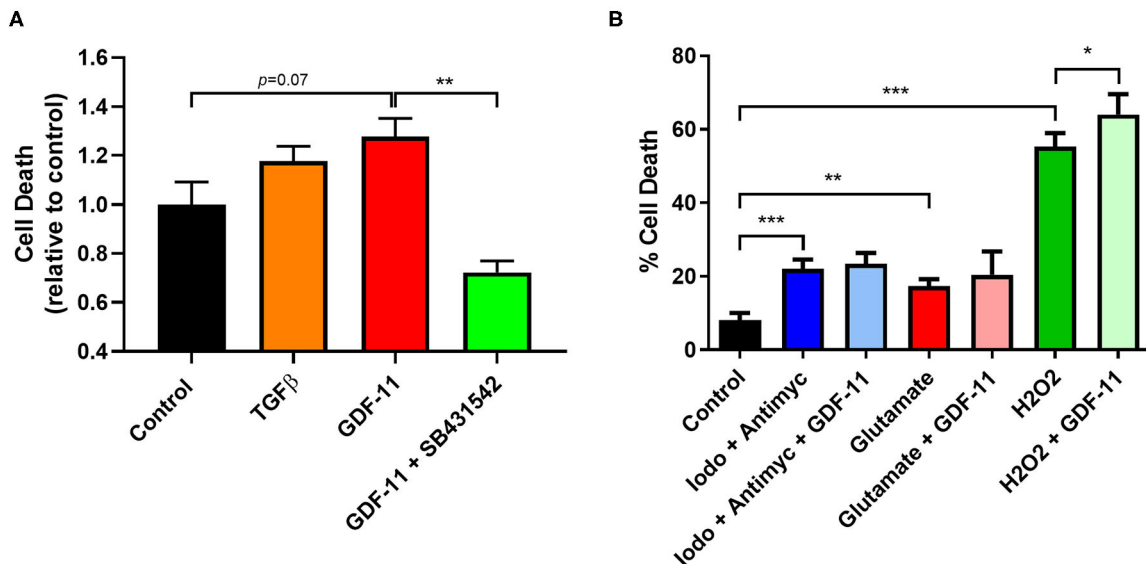 A
Cell Death
(relative to control)
1.6
1.4
1.2
1.0
0.8
0.6
0.4
p=0.07
**
Control
TGFβ
GDF-11
GDF-11 + SB431542
B
% Cell Death
80
60
40
20
0
***
**
***
*
Control
Iodo + Antimyc
Iodo + Antimyc + GDF-11
Glutamate
Glutamate + GDF-11
H2O2
H2O2 + GDF-11